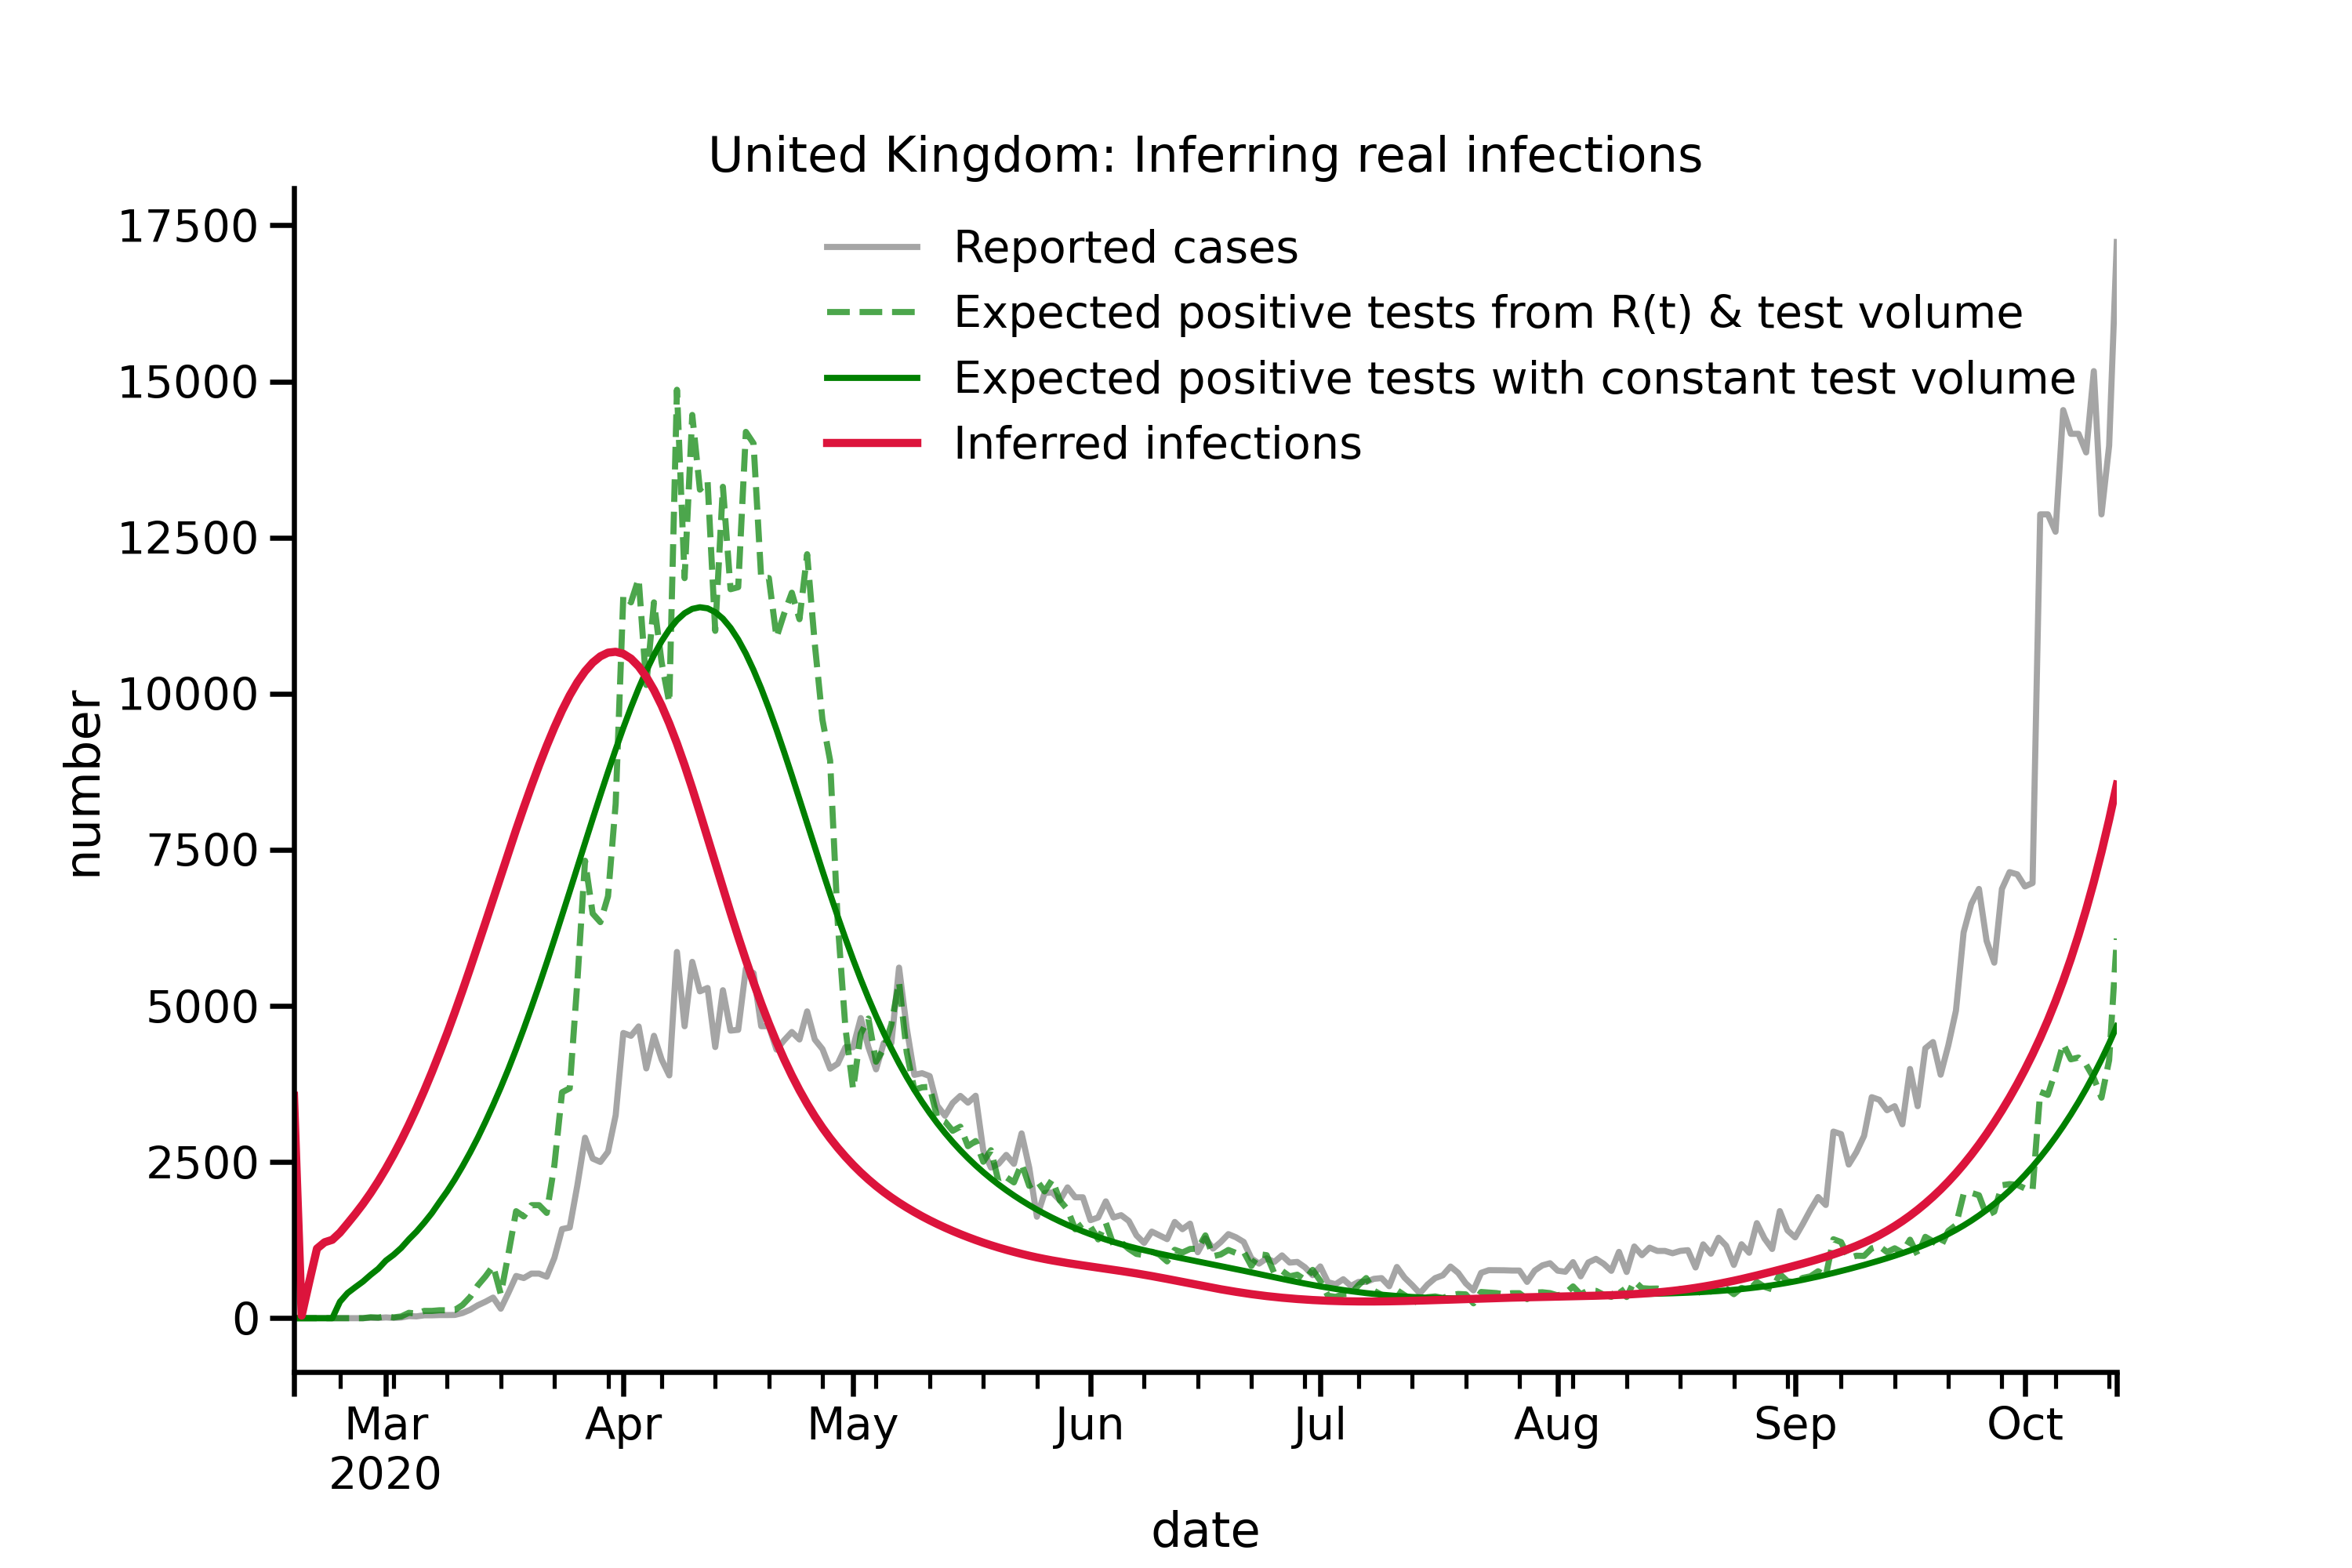 United Kingdom: Inferring real infections
Reported cases
Expected positive tests from R(t) & test volume
Expected positive tests with constant test volume
Inferred infections
number
17500
15000
12500
10000
7500
5000
2500
0
Mar Apr May Jun Jul Aug Sep Oct
2020
date